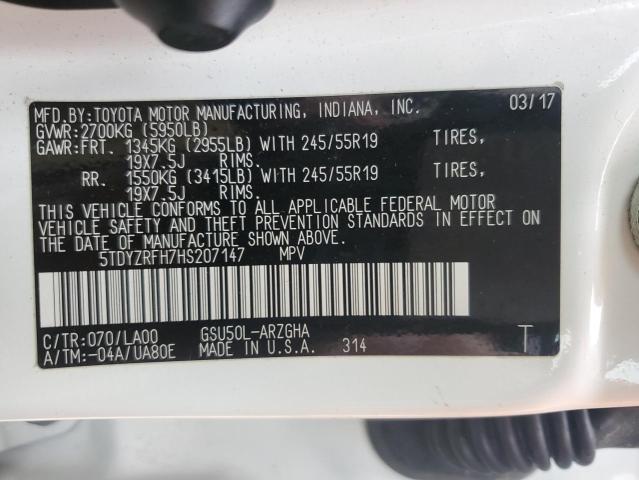 MFD.BY:TOYOTA MOTOR MANUFACTURING, INDIANA, INC. 03/17
GVWR:2700KG (5950LB)
GAWR:FRT. 1345KG (2955LB) WITH 245/55R19 TIRES,
19X7.5J RIMS.
RR. 1550KG (3415LB) WITH 245/55R19 TIRES,
19X7.5J RIMS.
THIS VEHICLE CONFORMS TO ALL APPLICABLE FEDERAL MOTOR
VEHICLE SAFETY AND THEFT PREVENTION STANDARDS IN EFFECT ON
THE DATE OF MANUFACTURE SHOWN ABOVE.
5TDYZRFH7HS207147 MPV
C/TR:070/LA00 GSU50L-ARZGHA
A/TM:-04A/UA80E MADE IN U.S.A. 314 T